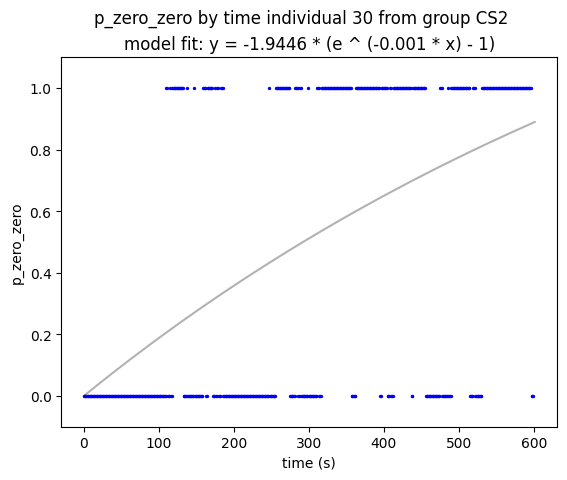 p_zero_zero by time individual 30 from group CS2
model fit: y = -1.9446 * (e ^ (-0.001 * x) - 1)
1.0
0.8
0.6
0.4
0.2
0.0
p_zero_zero
0 100 200 300 400 500 600
time (s)